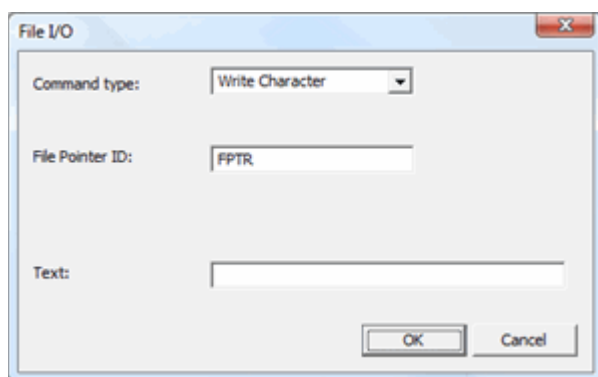 File I/O
Command type: Write Character
File Pointer ID: FPTR
Text:
OK Cancel